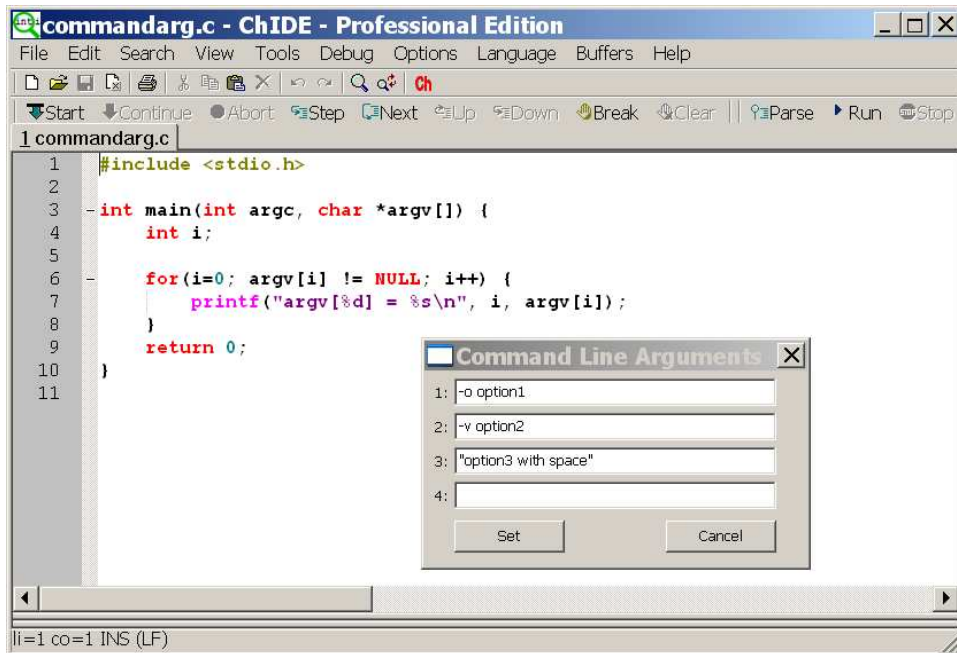 commandarg.c - ChIDE - Professional Edition
File Edit Search View Tools Debug Options Language Buffers Help
Ch
Start Continue Abort Step Next Up Down Break Clear Parse Run Stop
1 commandarg.c
1 #include <stdio.h>
2
3 int main(int argc, char *argv[]) {
4 int i;
5
6 for(i=0; argv[i] != NULL; i++) {
7 printf("argv[%d] = %s\n", i, argv[i]);
8 }
9 return 0;
10 }
11
Command Line Arguments
1: -o option1
2: -v option2
3: "option3 with space"
4:
Set Cancel
li=1 co=1 INS (LF)